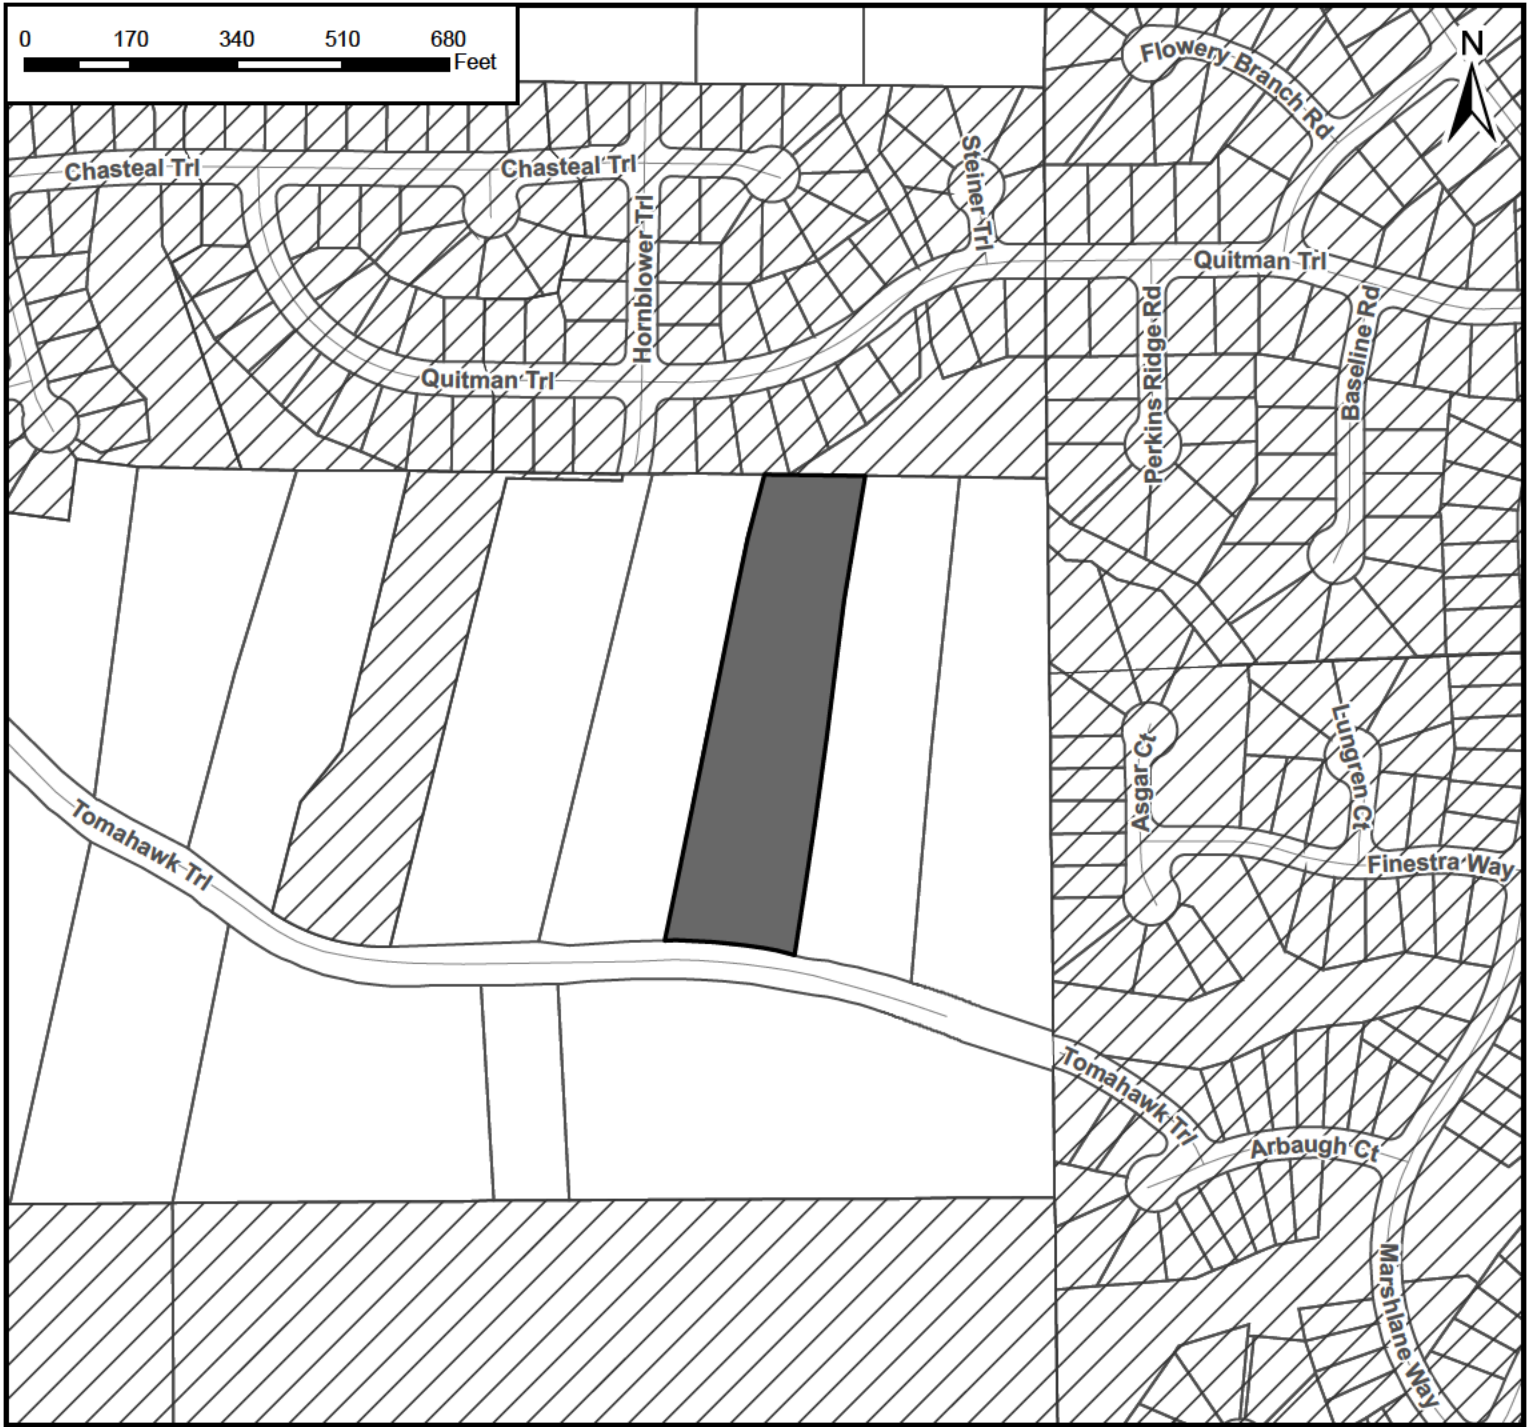 0 170 340 510 680
Feet
N
Flowery Branch Rd
Chasteal Trl
Chasteal Trl
Steiner Trl
Hornblower Trl
Quitman Trl
Perkins Ridge Rd
Baseline Rd
Quitman Trl
Asgar Ct
Lungren Ct
Tomahawk Trl
Finestra Way
Tomahawk Trl
Arbaugh Ct
Marshlane Way